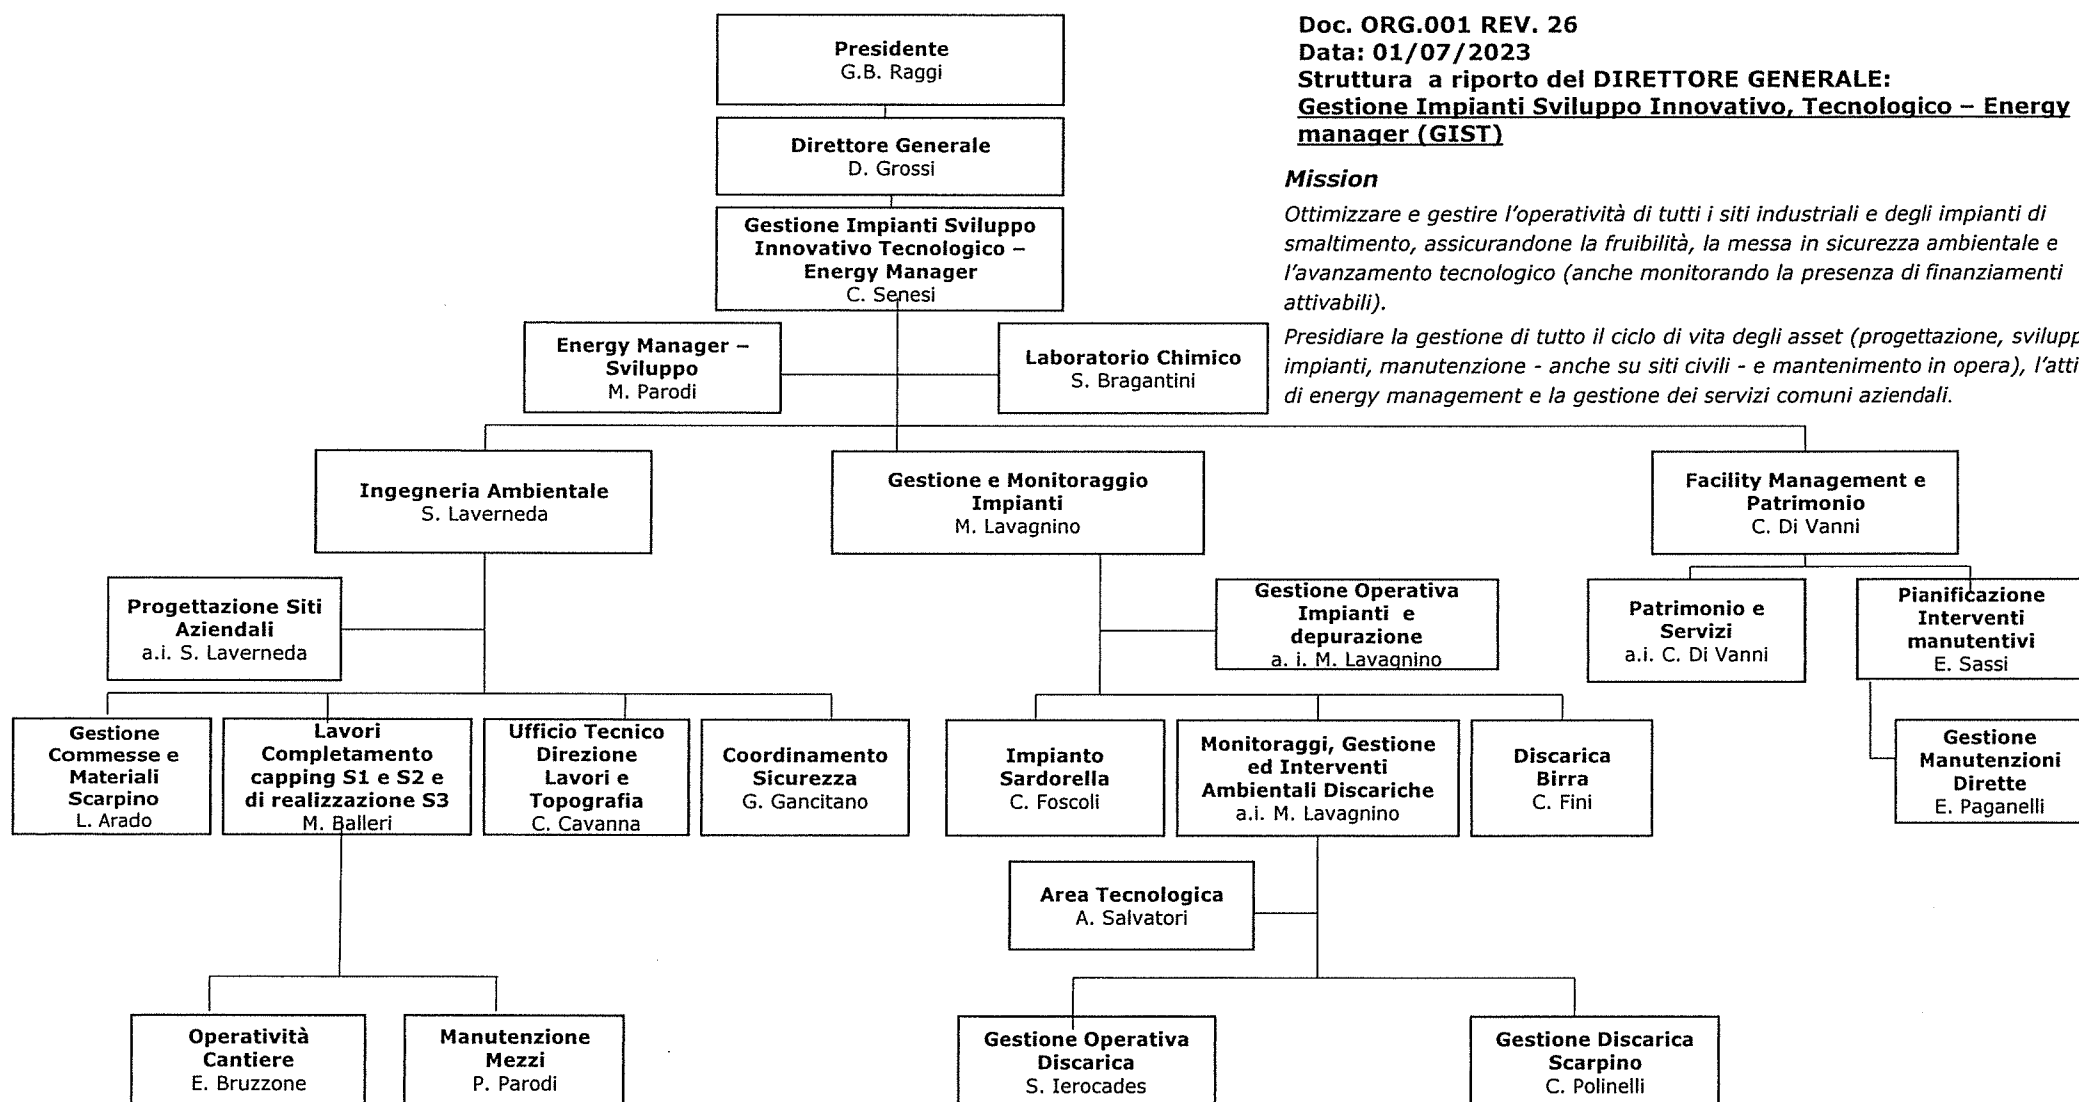 Presidente
G.B. Raggi
Doc. ORG.001 REV. 26
Data: 01/07/2023
Struttura a riporto del DIRETTORE GENERALE:
Gestione Impianti Sviluppo Innovativo, Tecnologico – Energy
manager (GIST)
Direttore Generale
D. Grossi
Mission
Ottimizzare e gestire l'operatività di tutti i siti industriali e degli impianti di
smaltimento, assicurandone la fruibilità, la messa in sicurezza ambientale e
l'avanzamento tecnologico (anche monitorando la presenza di finanziamenti
attivabili).
Presidiare la gestione di tutto il ciclo di vita degli asset (progettazione, svilupp
impianti, manutenzione - anche su siti civili - e mantenimento in opera), l'atti
di energy management e la gestione dei servizi comuni aziendali.
Gestione Impianti Sviluppo
Innovativo Tecnologico –
Energy Manager
C. Senesi
Energy Manager –
Sviluppo
M. Parodi
Laboratorio Chimico
S. Bragantini
Ingegneria Ambientale
S. Laverneda
Gestione e Monitoraggio
Impianti
M. Lavagnino
Facility Management e
Patrimonio
C. Di Vanni
Progettazione Siti
Aziendali
a.i. S. Laverneda
Gestione Operativa
Impianti e
depurazione
a. i. M. Lavagnino
Patrimonio e
Servizi
a.i. C. Di Vanni
Pianificazione
Interventi
manutentivi
E. Sassi
Gestione
Commesse e
Materiali
Scarpino
L. Arado
Lavori
Completamento
capping S1 e S2 e
di realizzazione S3
M. Balleri
Ufficio Tecnico
Direzione
Lavori e
Topografia
C. Cavanna
Coordinamento
Sicurezza
G. Gancitano
Impianto
Sardorella
C. Foscoli
Monitoraggi, Gestione
ed Interventi
Ambientali Discariche
a.i. M. Lavagnino
Discarica
Birra
C. Fini
Gestione
Manutenzioni
Dirette
E. Paganelli
Area Tecnologica
A. Salvatori
Operatività
Cantiere
E. Bruzzone
Manutenzione
Mezzi
P. Parodi
Gestione Operativa
Discarica
S. Ierocades
Gestione Discarica
Scarpino
C. Polinelli